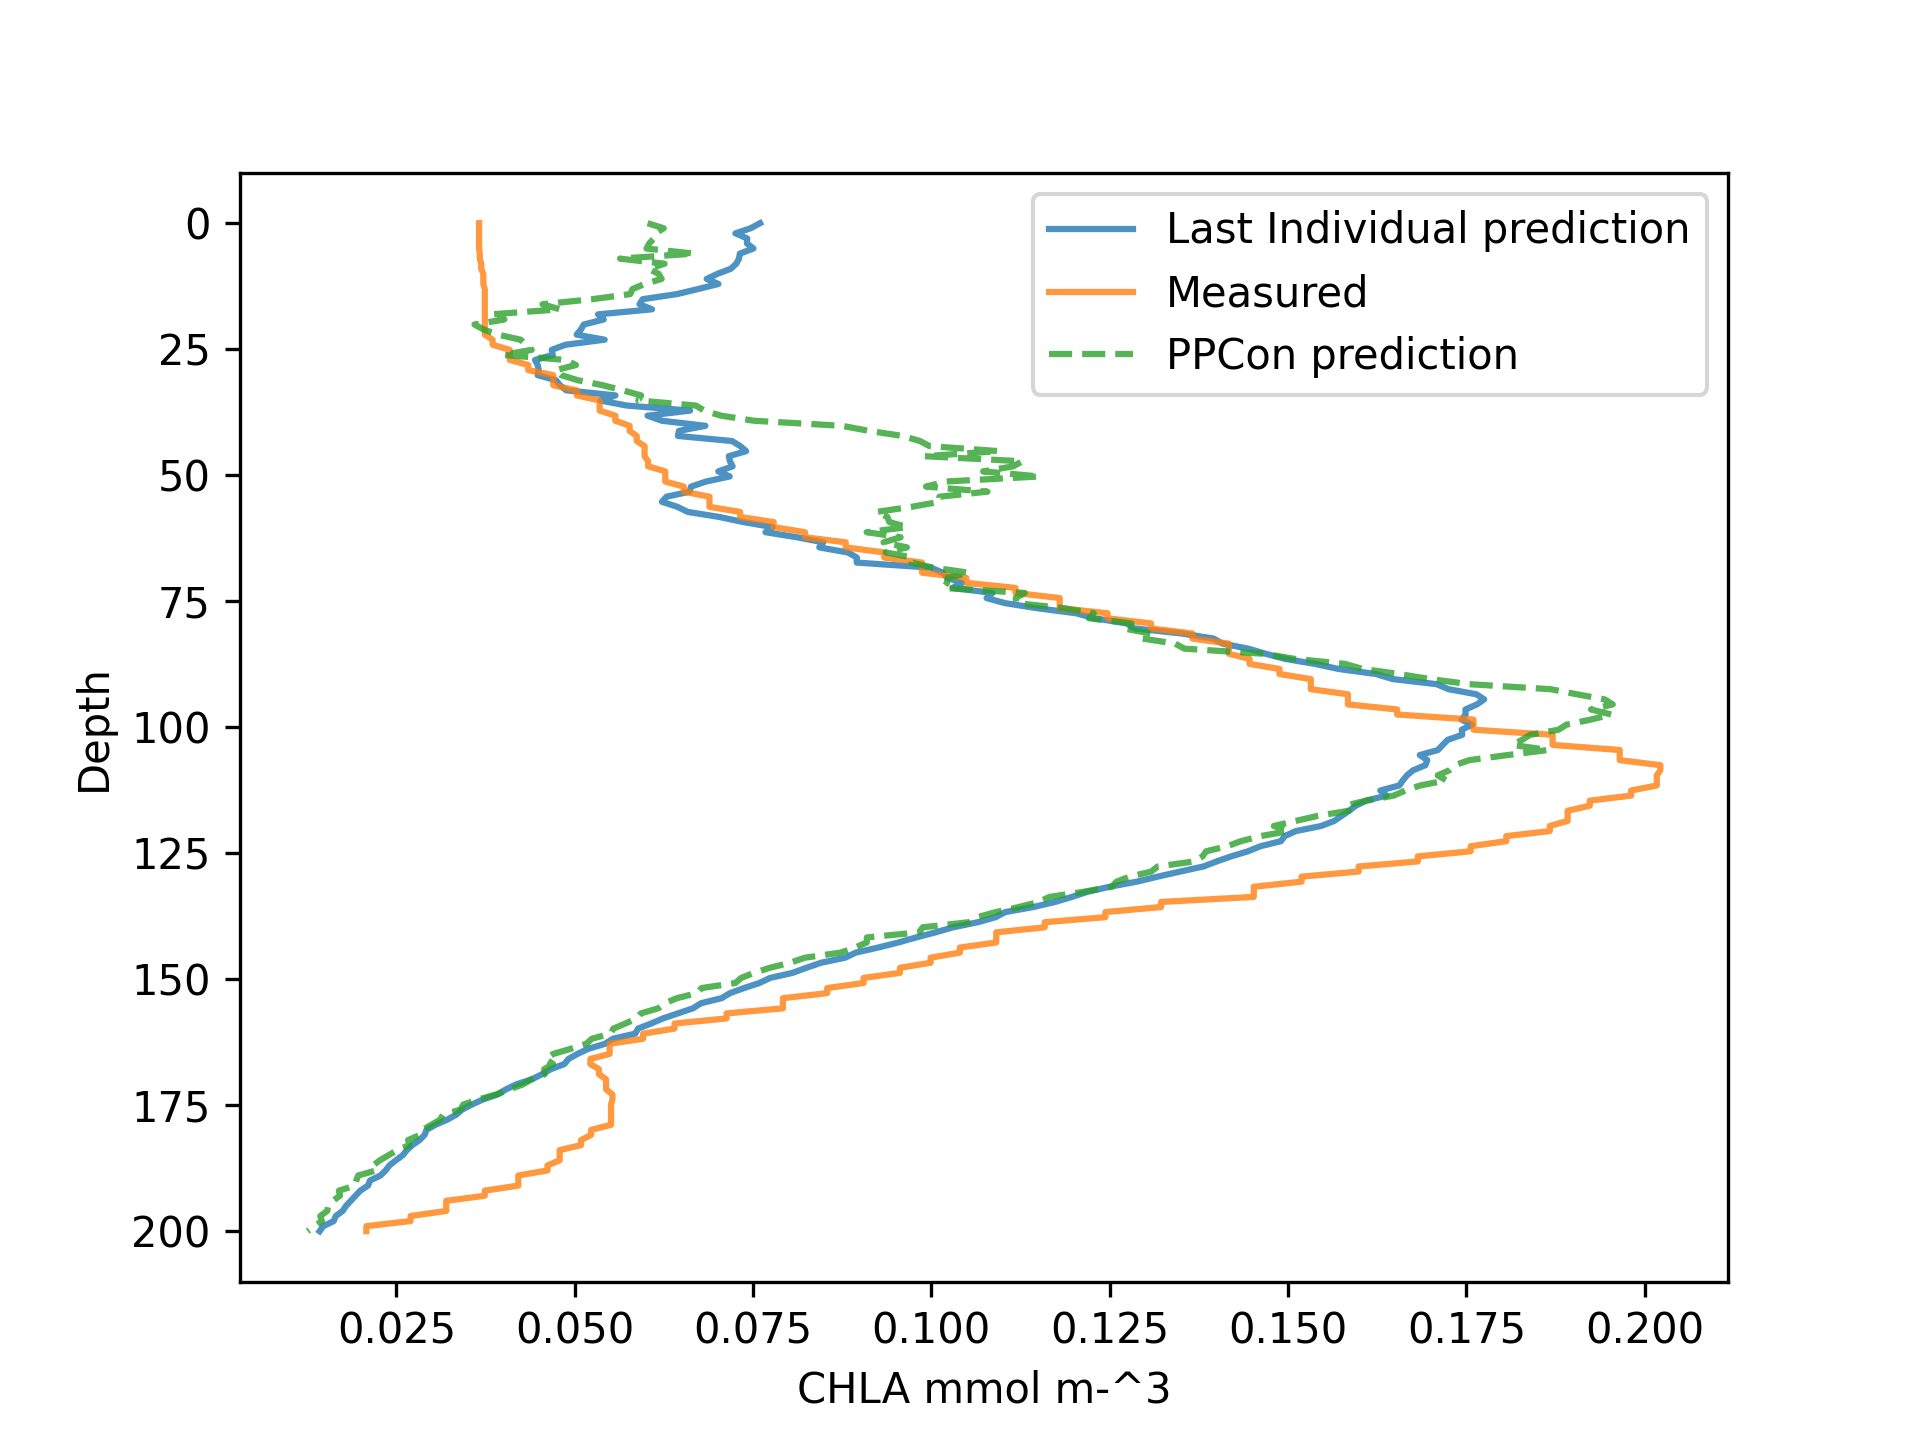 Last Individual prediction
Measured
PPCon prediction
0
25
50
75
100
125
150
175
200
Depth
0.025 0.050 0.075 0.100 0.125 0.150 0.175 0.200
CHLA mmol m-^3